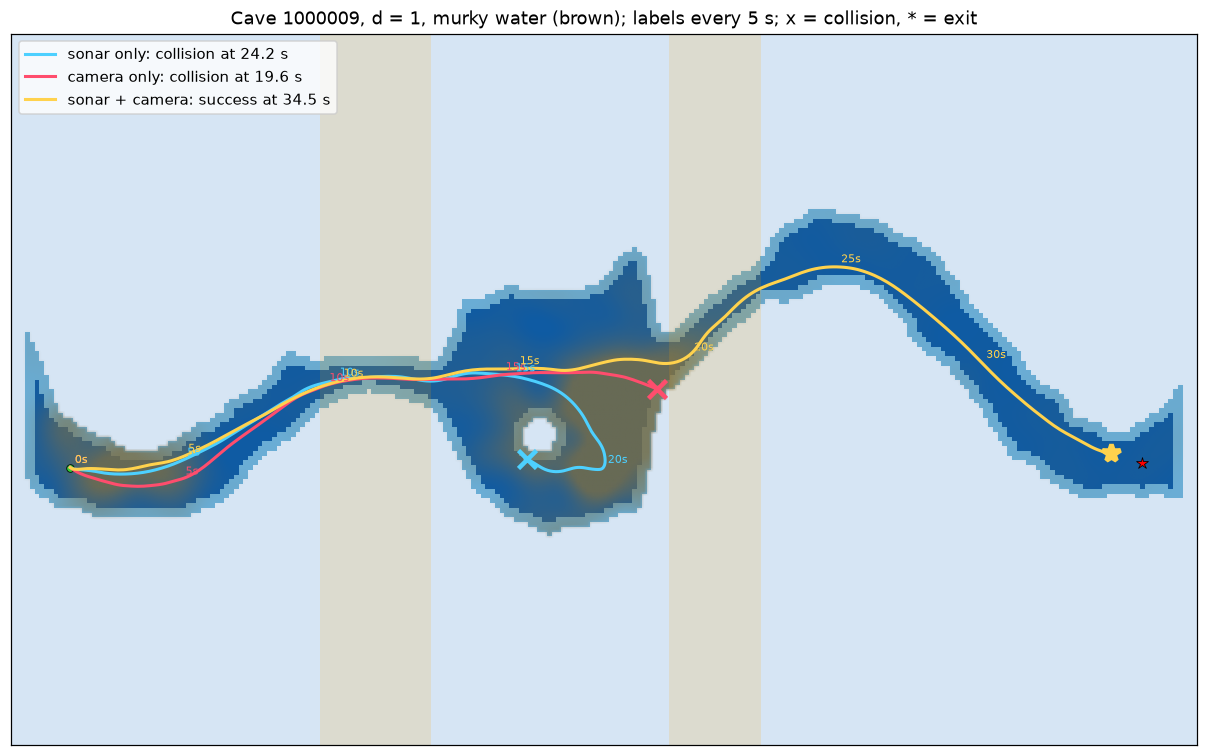 Cave 1000009, d = 1, murky water (brown); labels every 5 s; x = collision, * = exit
sonar only: collision at 24.2 s
camera only: collision at 19.6 s
sonar + camera: success at 34.5 s
25s
20s
30s
15s
10s
5s
5s
0s
20s